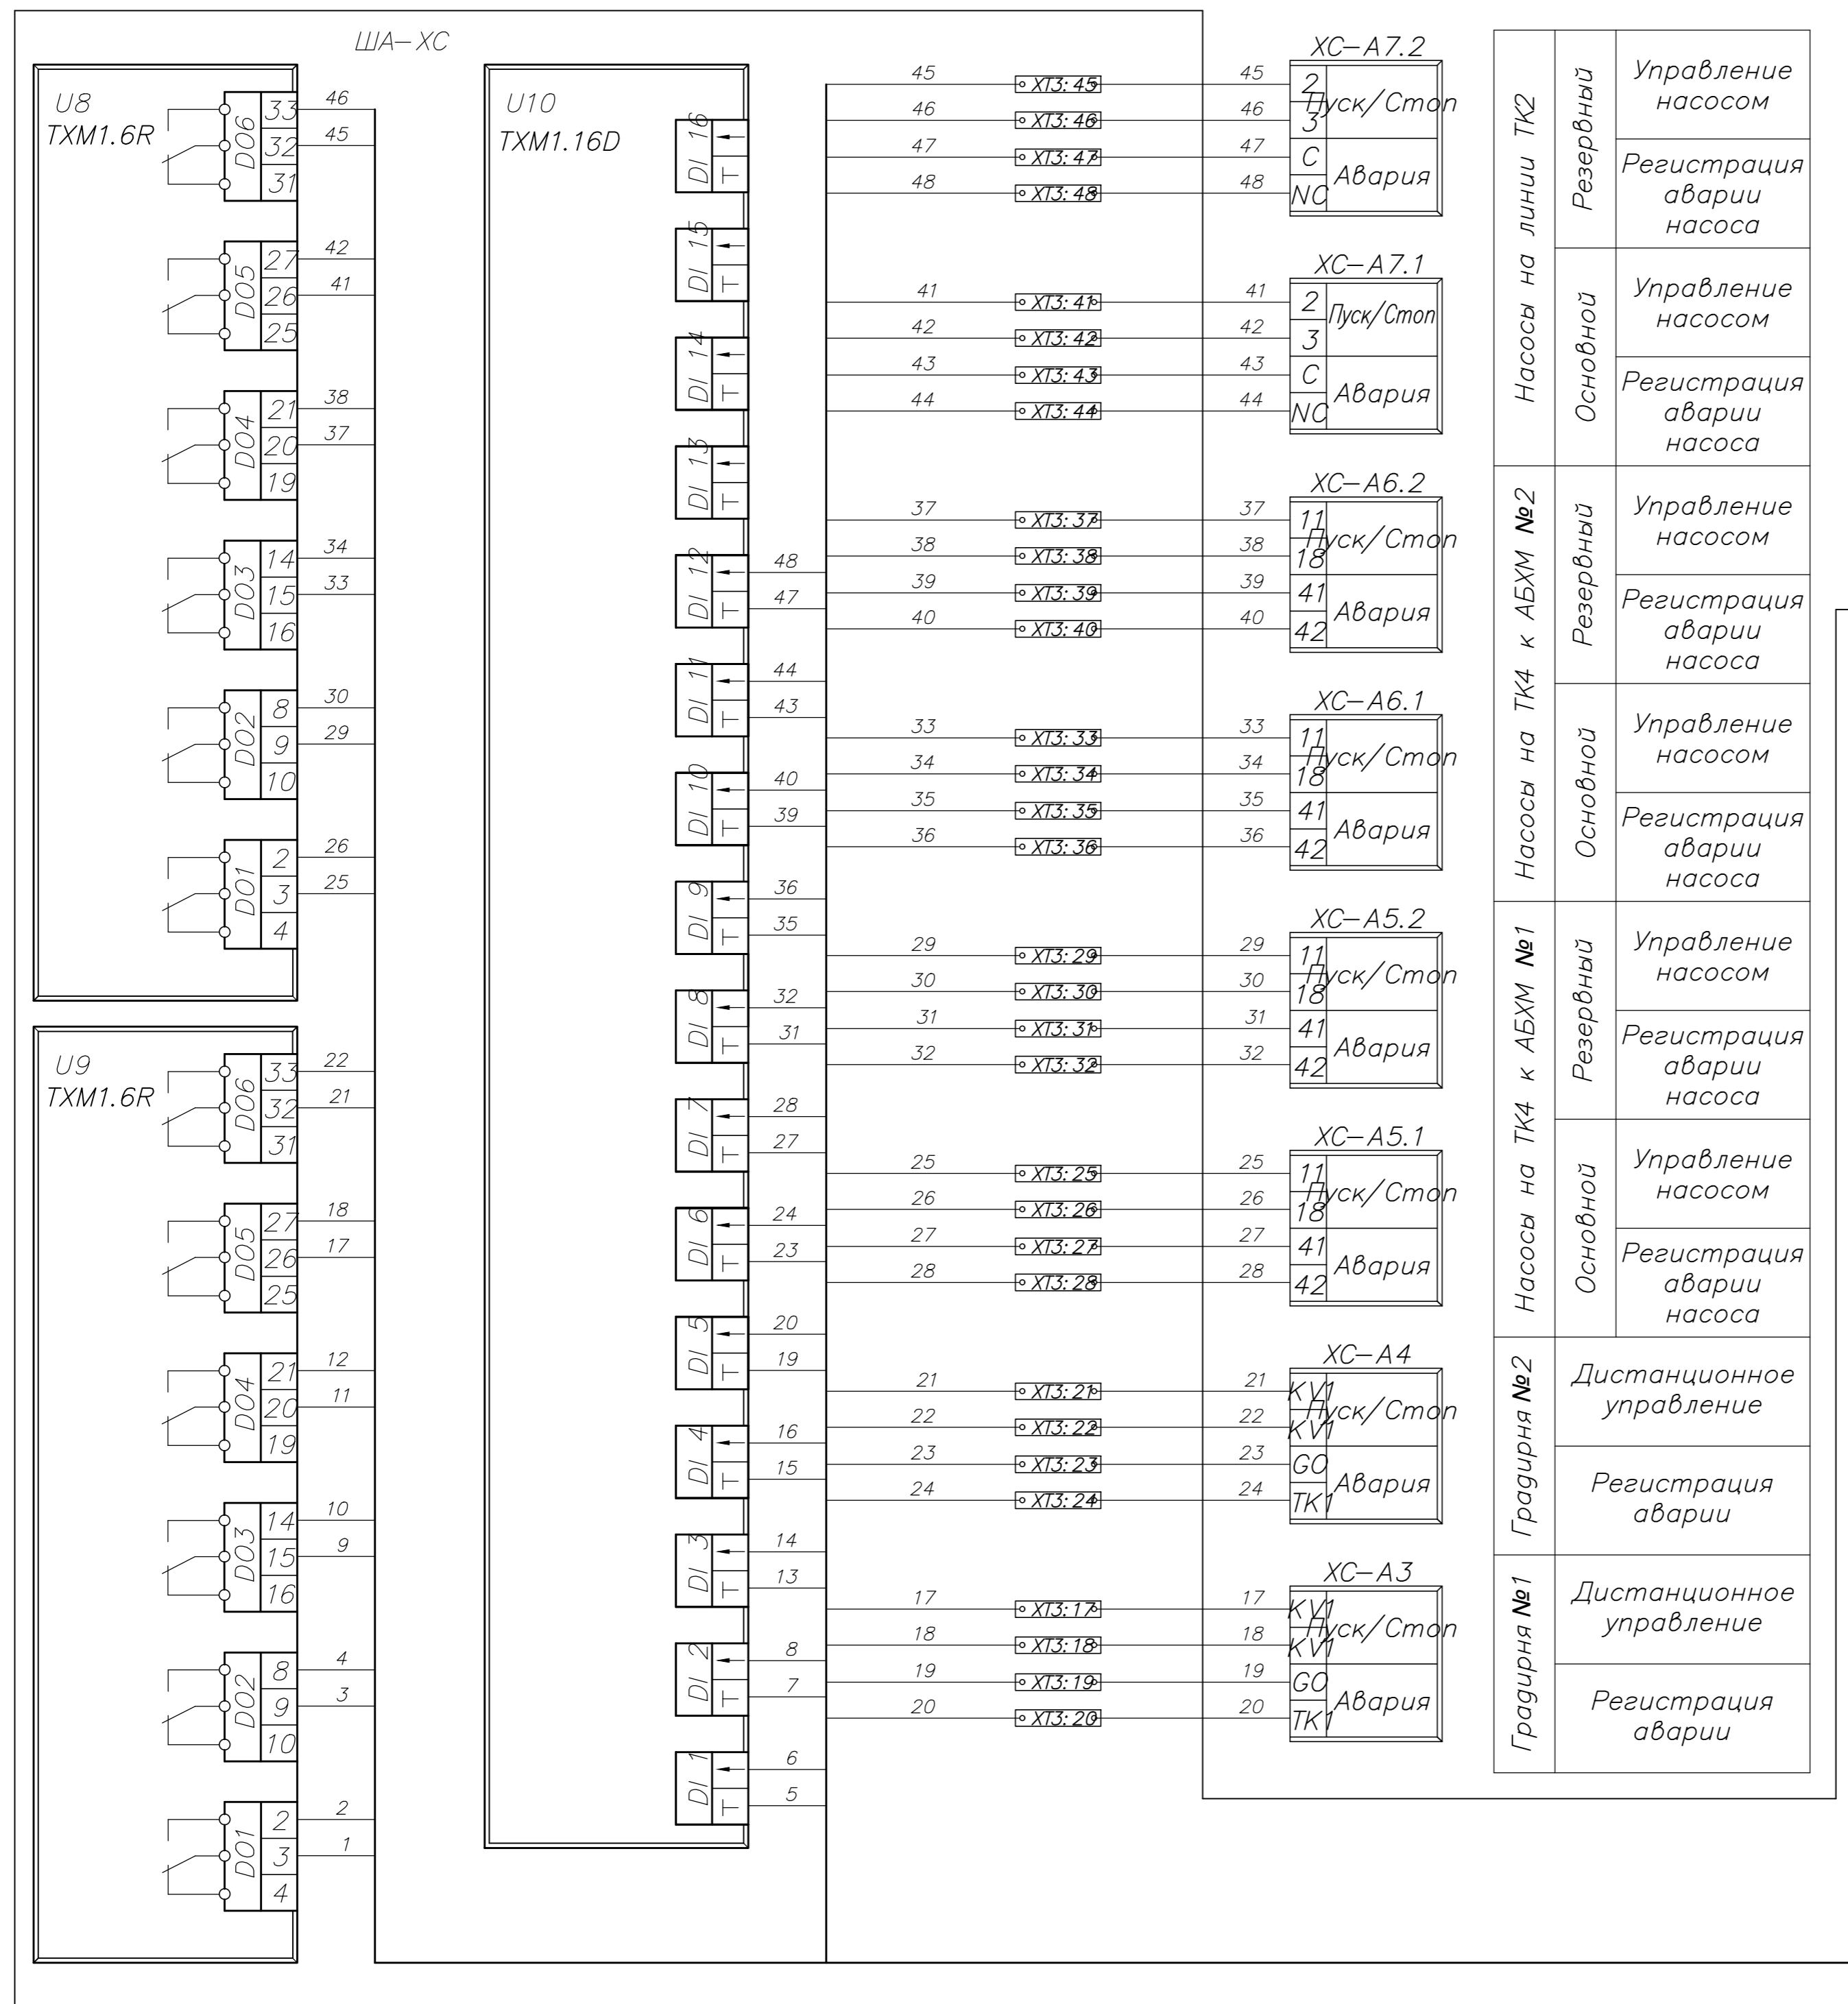 ША-ХС
U8
TXM1.6R
DO6
33
32
31
46
45
DO5
27
26
25
42
41
DO4
21
20
19
38
37
DO3
14
15
16
34
33
DO2
8
9
10
30
29
DO1
2
3
4
26
25
U9
TXM1.6R
DO6
33
32
31
22
21
DO5
27
26
25
18
17
DO4
21
20
19
12
11
DO3
14
15
16
10
9
DO2
8
9
10
4
3
DO1
2
3
4
2
1
U10
TXM1.16D
DI 16
T
DI 15
T
DI 14
T
DI 13
T
DI 12
T
48
47
DI 11
T
44
43
DI 10
T
40
39
DI 9
T
36
35
DI 8
T
32
31
DI 7
T
28
27
DI 6
T
24
23
DI 5
T
20
19
DI 4
T
16
15
DI 3
T
14
13
DI 2
T
8
7
DI 1
T
6
5
ХС-А7.2
45 XT3:45 45 2
46 XT3:46 46 3
Пуск/Стоп
47 XT3:47 47 C
48 XT3:48 48 NC
Авария
ХС-А7.1
41 XT3:41 41 2
42 XT3:42 42 3
Пуск/Стоп
43 XT3:43 43 C
44 XT3:44 44 NC
Авария
ХС-А6.2
37 XT3:37 37 11
38 XT3:38 38 18
Пуск/Стоп
39 XT3:39 39 41
40 XT3:40 40 42
Авария
ХС-А6.1
33 XT3:33 33 11
34 XT3:34 34 18
Пуск/Стоп
35 XT3:35 35 41
36 XT3:36 36 42
Авария
ХС-А5.2
29 XT3:29 29 11
30 XT3:30 30 18
Пуск/Стоп
31 XT3:31 31 41
32 XT3:32 32 42
Авария
ХС-А5.1
25 XT3:25 25 11
26 XT3:26 26 18
Пуск/Стоп
27 XT3:27 27 41
28 XT3:28 28 42
Авария
ХС-А4
21 XT3:21 21 KV1
22 XT3:22 22 KV1
Пуск/Стоп
23 XT3:23 23 GO
24 XT3:24 24 TK1
Авария
ХС-А3
17 XT3:17 17 KV1
18 XT3:18 18 KV1
Пуск/Стоп
19 XT3:19 19 GO
20 XT3:20 20 TK1
Авария
Насосы на линии ТК2
Резервный
Управление
насосом
Регистрация
аварии
насоса
Основной
Управление
насосом
Регистрация
аварии
насоса
Насосы на ТК4 к АБХМ №2
Резервный
Управление
насосом
Регистрация
аварии
насоса
Основной
Управление
насосом
Регистрация
аварии
насоса
Насосы на ТК4 к АБХМ №1
Резервный
Управление
насосом
Регистрация
аварии
насоса
Основной
Управление
насосом
Регистрация
аварии
насоса
Градирня №2
Дистанционное
управление
Регистрация
аварии
Градирня №1
Дистанционное
управление
Регистрация
аварии